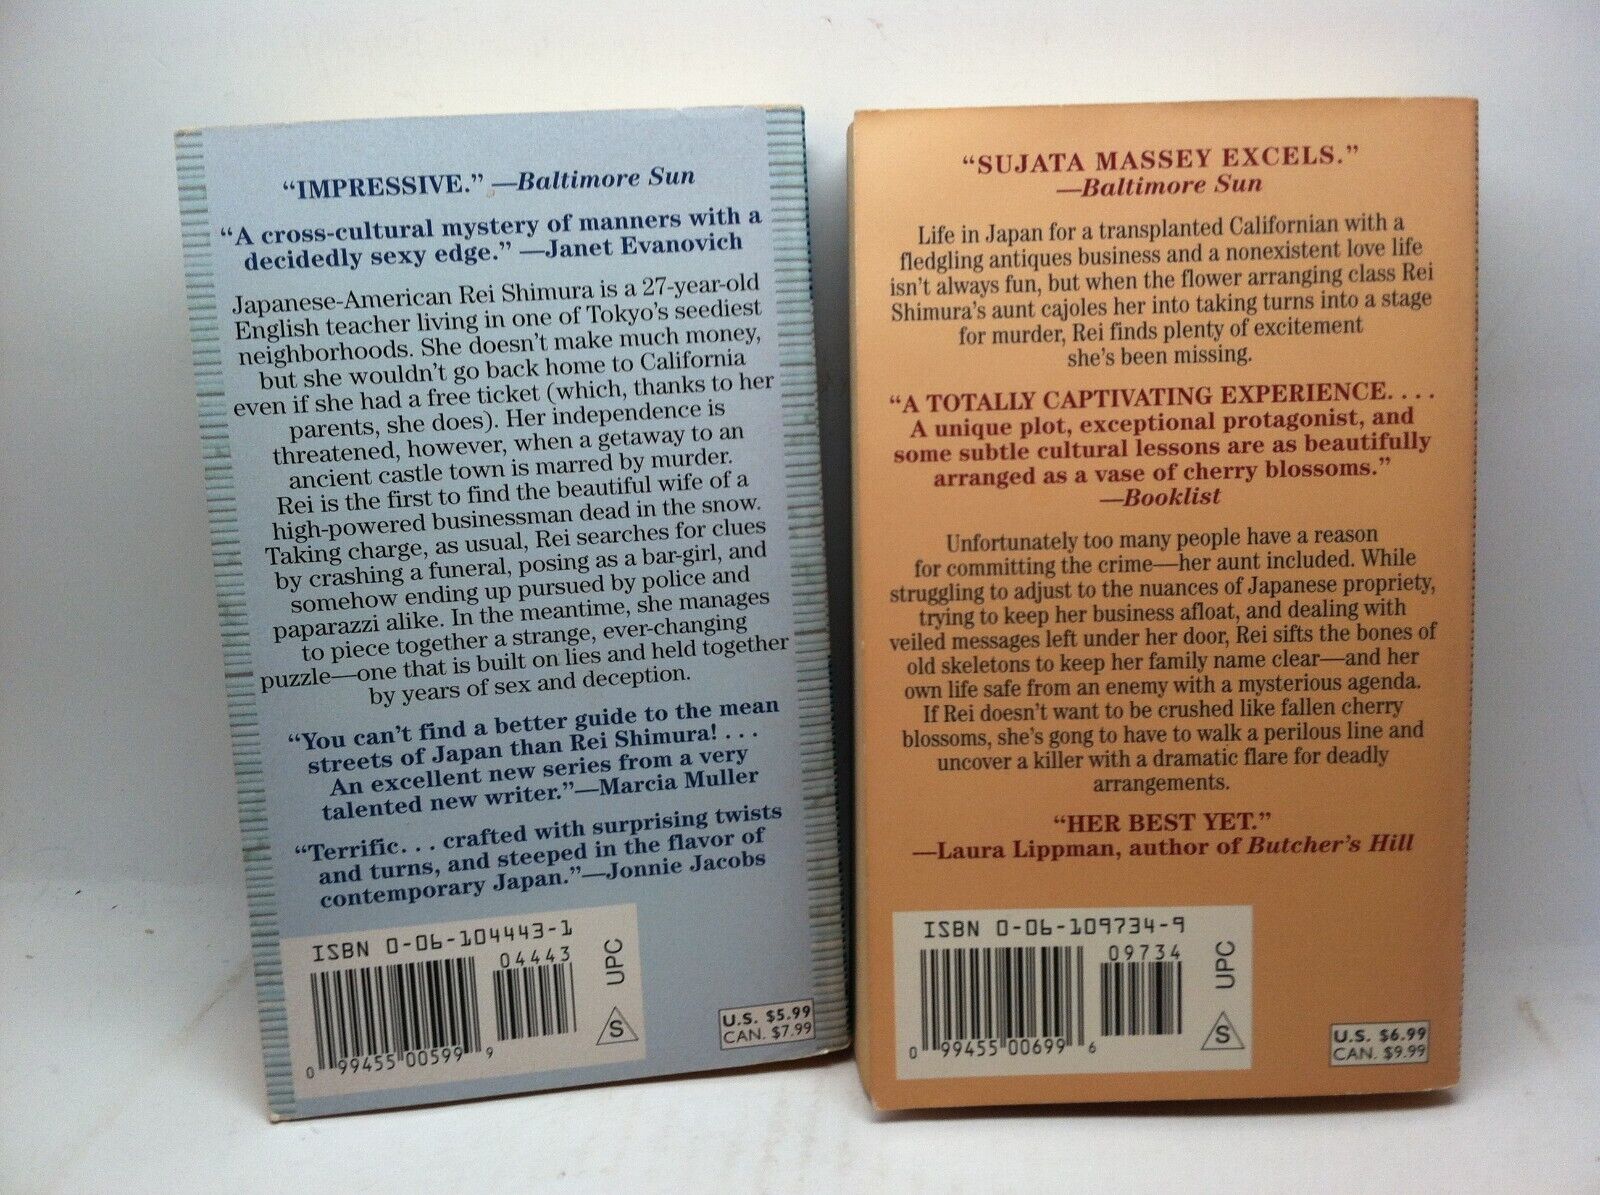 “IMPRESSIVE.” —Baltimore Sun
“A cross-cultural mystery of manners with a
decidedly sexy edge.” —Janet Evanovich
Japanese-American Rei Shimura is a 27-year-old
English teacher living in one of Tokyo’s seediest
neighborhoods. She doesn’t make much money,
but she wouldn’t go back home to California
even if she had a free ticket (which, thanks to her
parents, she does). Her independence is
threatened, however, when a getaway to an
ancient castle town is marred by murder.
Rei is the first to find the beautiful wife of a
high-powered businessman dead in the snow.
Taking charge, as usual, Rei searches for clues
by crashing a funeral, posing as a bar-girl, and
somehow ending up pursued by police and
paparazzi alike. In the meantime, she manages
to piece together a strange, ever-changing
puzzle—one that is built on lies and held together
by years of sex and deception.
“You can’t find a better guide to the mean
streets of Japan than Rei Shimura! . . .
An excellent new series from a very
talented new writer.”—Marcia Muller
“Terrific. . . crafted with surprising twists
and turns, and steeped in the flavor of
contemporary Japan.”—Jonnie Jacobs
ISBN 0-06-104443-1
04443
UPC
S
0 99455 00599 9
U.S. $5.99
CAN. $7.99
“SUJATA MASSEY EXCELS.”
—Baltimore Sun
Life in Japan for a transplanted Californian with a
fledgling antiques business and a nonexistent love life
isn’t always fun, but when the flower arranging class Rei
Shimura’s aunt cajoles her into taking turns into a stage
for murder, Rei finds plenty of excitement
she’s been missing.
“A TOTALLY CAPTIVATING EXPERIENCE. . . .
A unique plot, exceptional protagonist, and
some subtle cultural lessons are as beautifully
arranged as a vase of cherry blossoms.”
—Booklist
Unfortunately too many people have a reason
for committing the crime—her aunt included. While
struggling to adjust to the nuances of Japanese propriety,
trying to keep her business afloat, and dealing with
veiled messages left under her door, Rei sifts the bones of
old skeletons to keep her family name clear—and her
own life safe from an enemy with a mysterious agenda.
If Rei doesn’t want to be crushed like fallen cherry
blossoms, she’s gong to have to walk a perilous line and
uncover a killer with a dramatic flare for deadly
arrangements.
“HER BEST YET.”
—Laura Lippman, author of Butcher’s Hill
ISBN 0-06-109734-9
09734
UPC
S
0 99455 00699 6
U.S. $6.99
CAN. $9.99